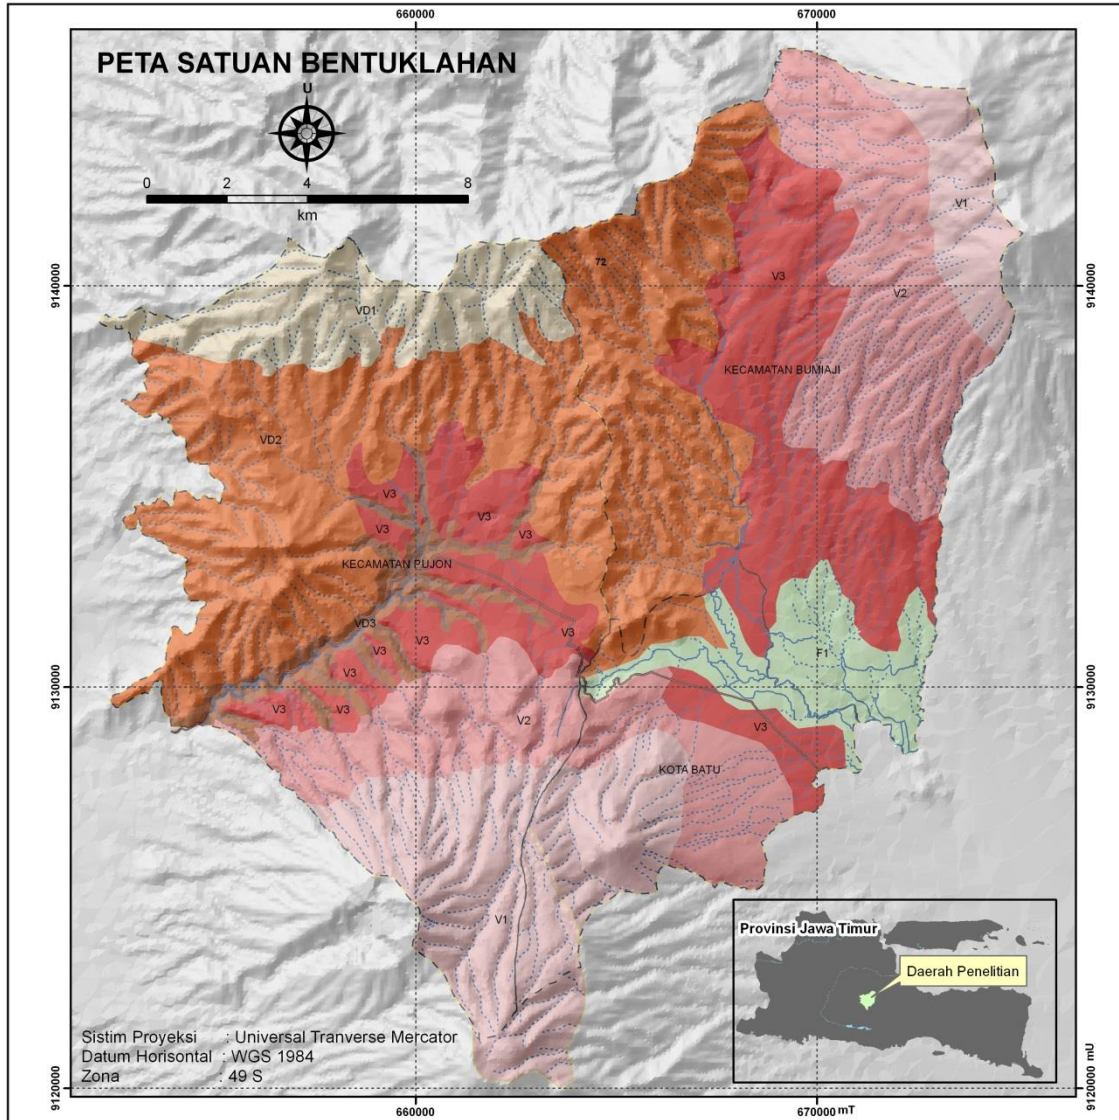 660000
670000
PETA SATUAN BENTUKLAHAN
U
0 2 4 8
km
V1
72
V3
V2
9140000
9140000
VD1
KECAMATAN BUMIAJI
VD2
V3
V3
V3
V3
KECAMATAN PUJON
VD3
V3
V3
V3
F1
V3
9130000
9130000
V3
V3
V2
V3
KOTA BATU
V1
Provinsi Jawa Timur
Daerah Penelitian
Sistim Proyeksi : Universal Tranverse Mercator
Datum Horisontal : WGS 1984
Zona : 49 S
9120000
9120000 mU
660000
670000 mT